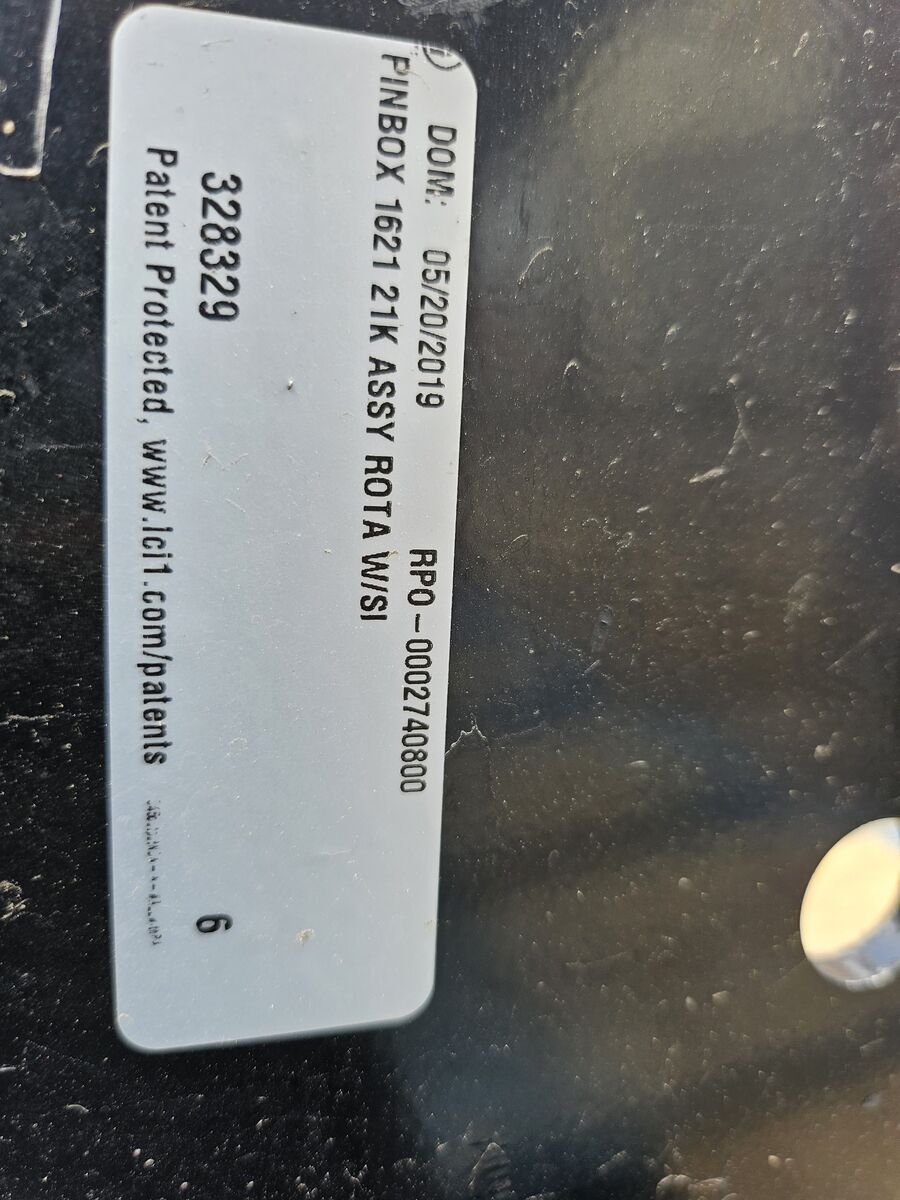 DOM: 05/20/2019 RPO-0002740800
PINBOX 1621 21K ASSY ROTA W/SI
328329 6
Patent Protected, www.lci1.com/patents